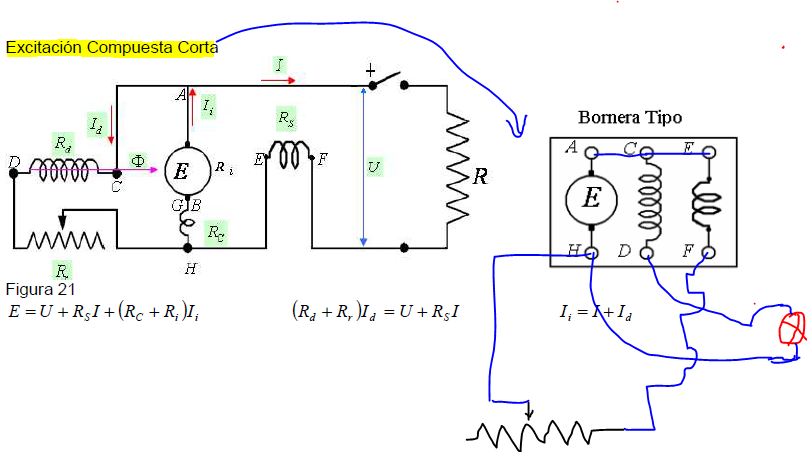 Excitación Compuesta Corta
I
A
I_i
+
Bornera Tipo
I_d
R_S
R_d
A C E
D Φ C
E R_i
E F
U
R
E
G B
R_C
H
H D F
R_r
Figura 21
E = U + R_S I + (R_C + R_i) I_i
(R_d + R_r) I_d = U + R_S I
I_i = I + I_d